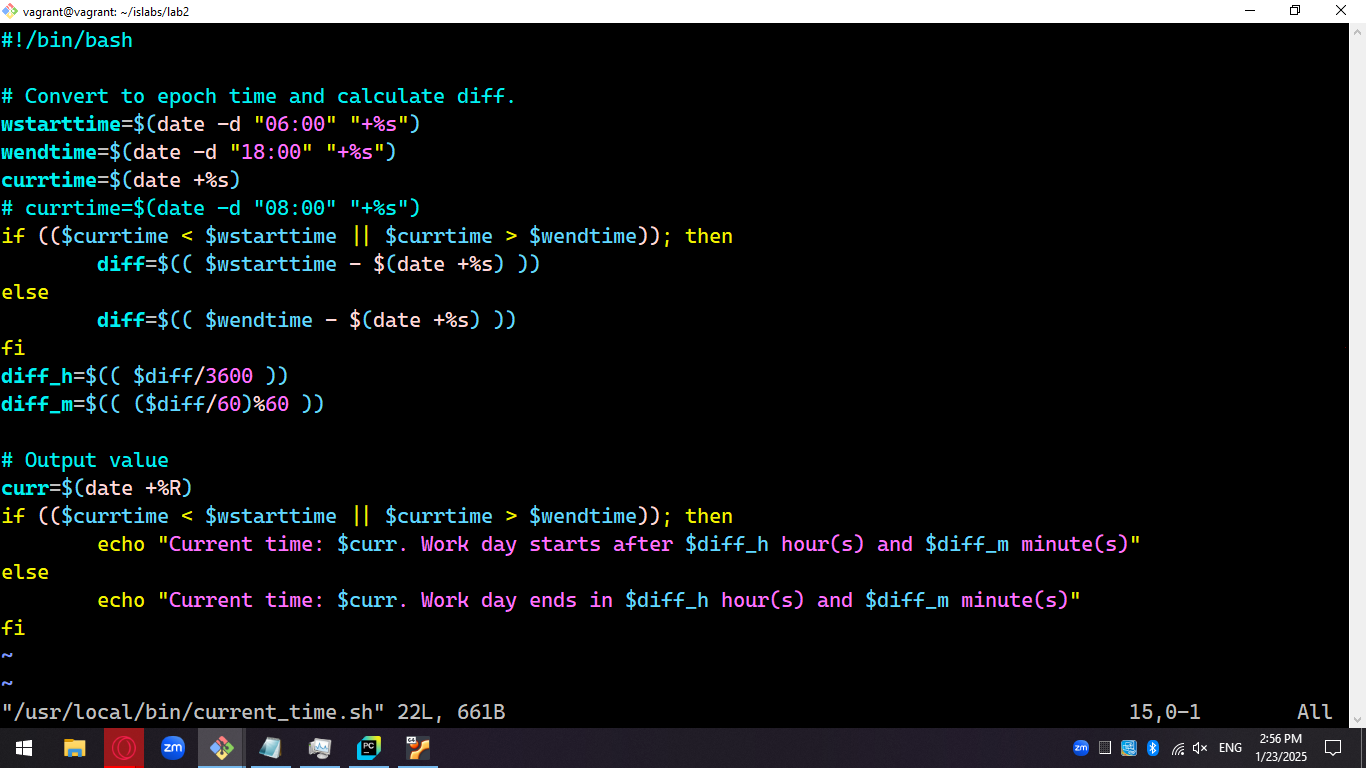 vagrant@vagrant: ~/islabs/lab2
#!/bin/bash
# Convert to epoch time and calculate diff.
wstarttime=$(date -d "06:00" "+%s")
wendtime=$(date -d "18:00" "+%s")
currtime=$(date +%s)
# currtime=$(date -d "08:00" "+%s")
if (($currtime < $wstarttime || $currtime > $wendtime)); then
        diff=$(( $wstarttime - $(date +%s) ))
else
        diff=$(( $wendtime - $(date +%s) ))
fi
diff_h=$(( $diff/3600 ))
diff_m=$(( ($diff/60)%60 ))
# Output value
curr=$(date +%R)
if (($currtime < $wstarttime || $currtime > $wendtime)); then
        echo "Current time: $curr. Work day starts after $diff_h hour(s) and $diff_m minute(s)"
else
        echo "Current time: $curr. Work day ends in $diff_h hour(s) and $diff_m minute(s)"
fi
~
~
"/usr/local/bin/current_time.sh" 22L, 661B 15,0-1 All
zm PC 64 zm ENG 2:56 PM
1/23/2025